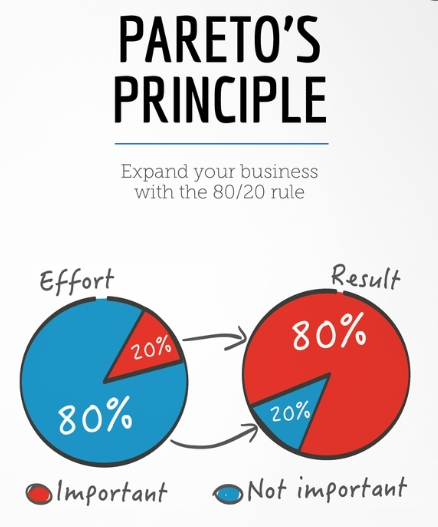 PARETO'S
PRINCIPLE
Expand your business
with the 80/20 rule
Effort
Result
20%
80%
80%
20%
Important
Not important